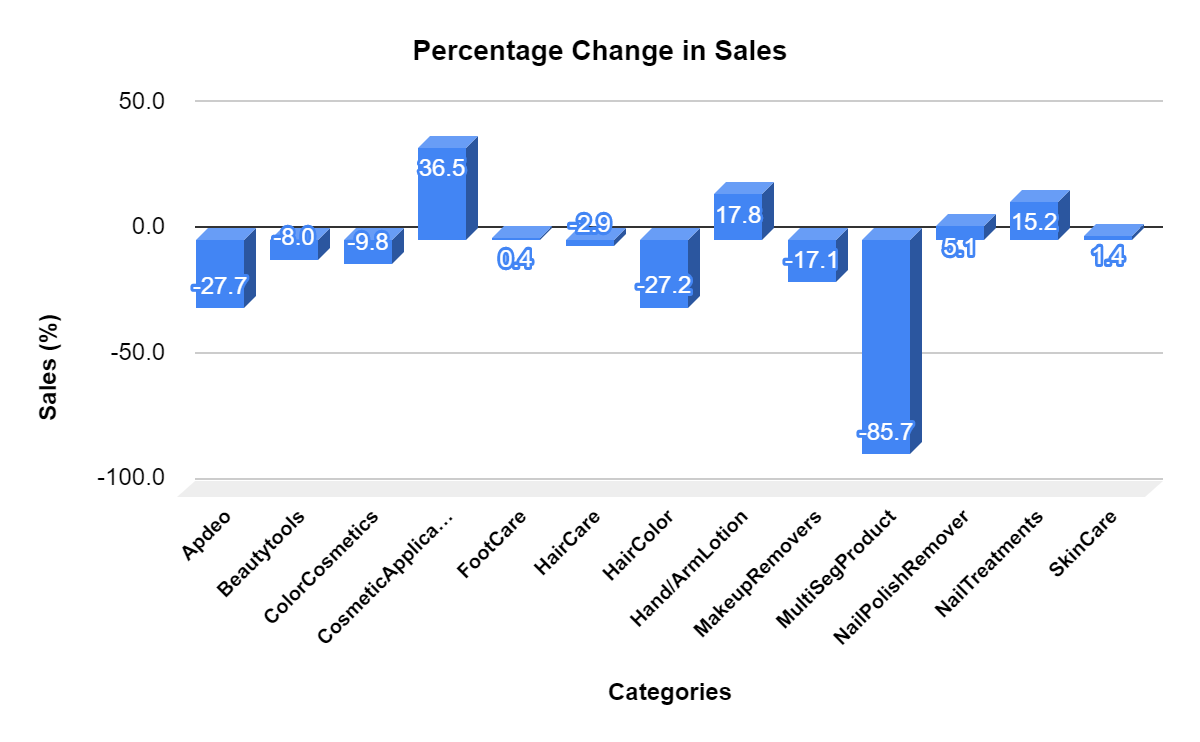 Percentage Change in Sales
50.0
0.0
-50.0
-100.0
Sales (%)
-27.7
-8.0
-9.8
36.5
0.4
-2.9
-27.2
17.8
-17.1
-85.7
5.1
15.2
1.4
Apdeo
Beautytools
ColorCosmetics
CosmeticApplica…
FootCare
HairCare
HairColor
Hand/ArmLotion
MakeupRemovers
MultiSegProduct
NailPolishRemover
NailTreatments
SkinCare
Categories